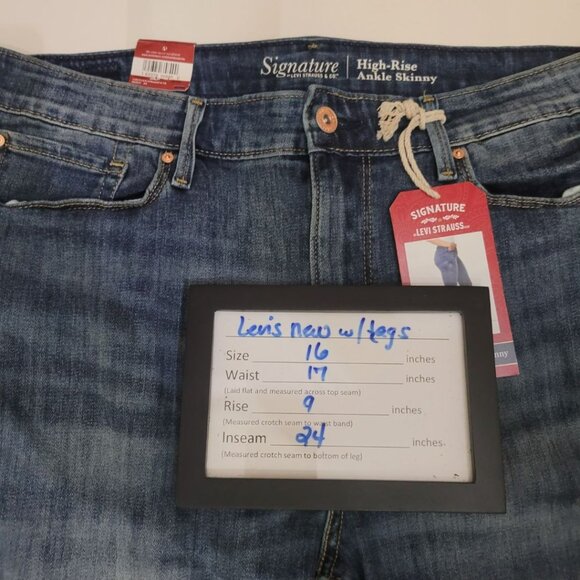 Signature
BY LEVI STRAUSS & CO.
High-Rise
Ankle Skinny
SIGNATURE
BY LEVI STRAUSS
Levis new w/tags
Size 16 inches
Waist 17 inches
(Laid flat and measured across top seam)
Rise 9 inches
(Measured crotch seam to waist band)
Inseam 24 inches
(Measured crotch seam to bottom of leg)